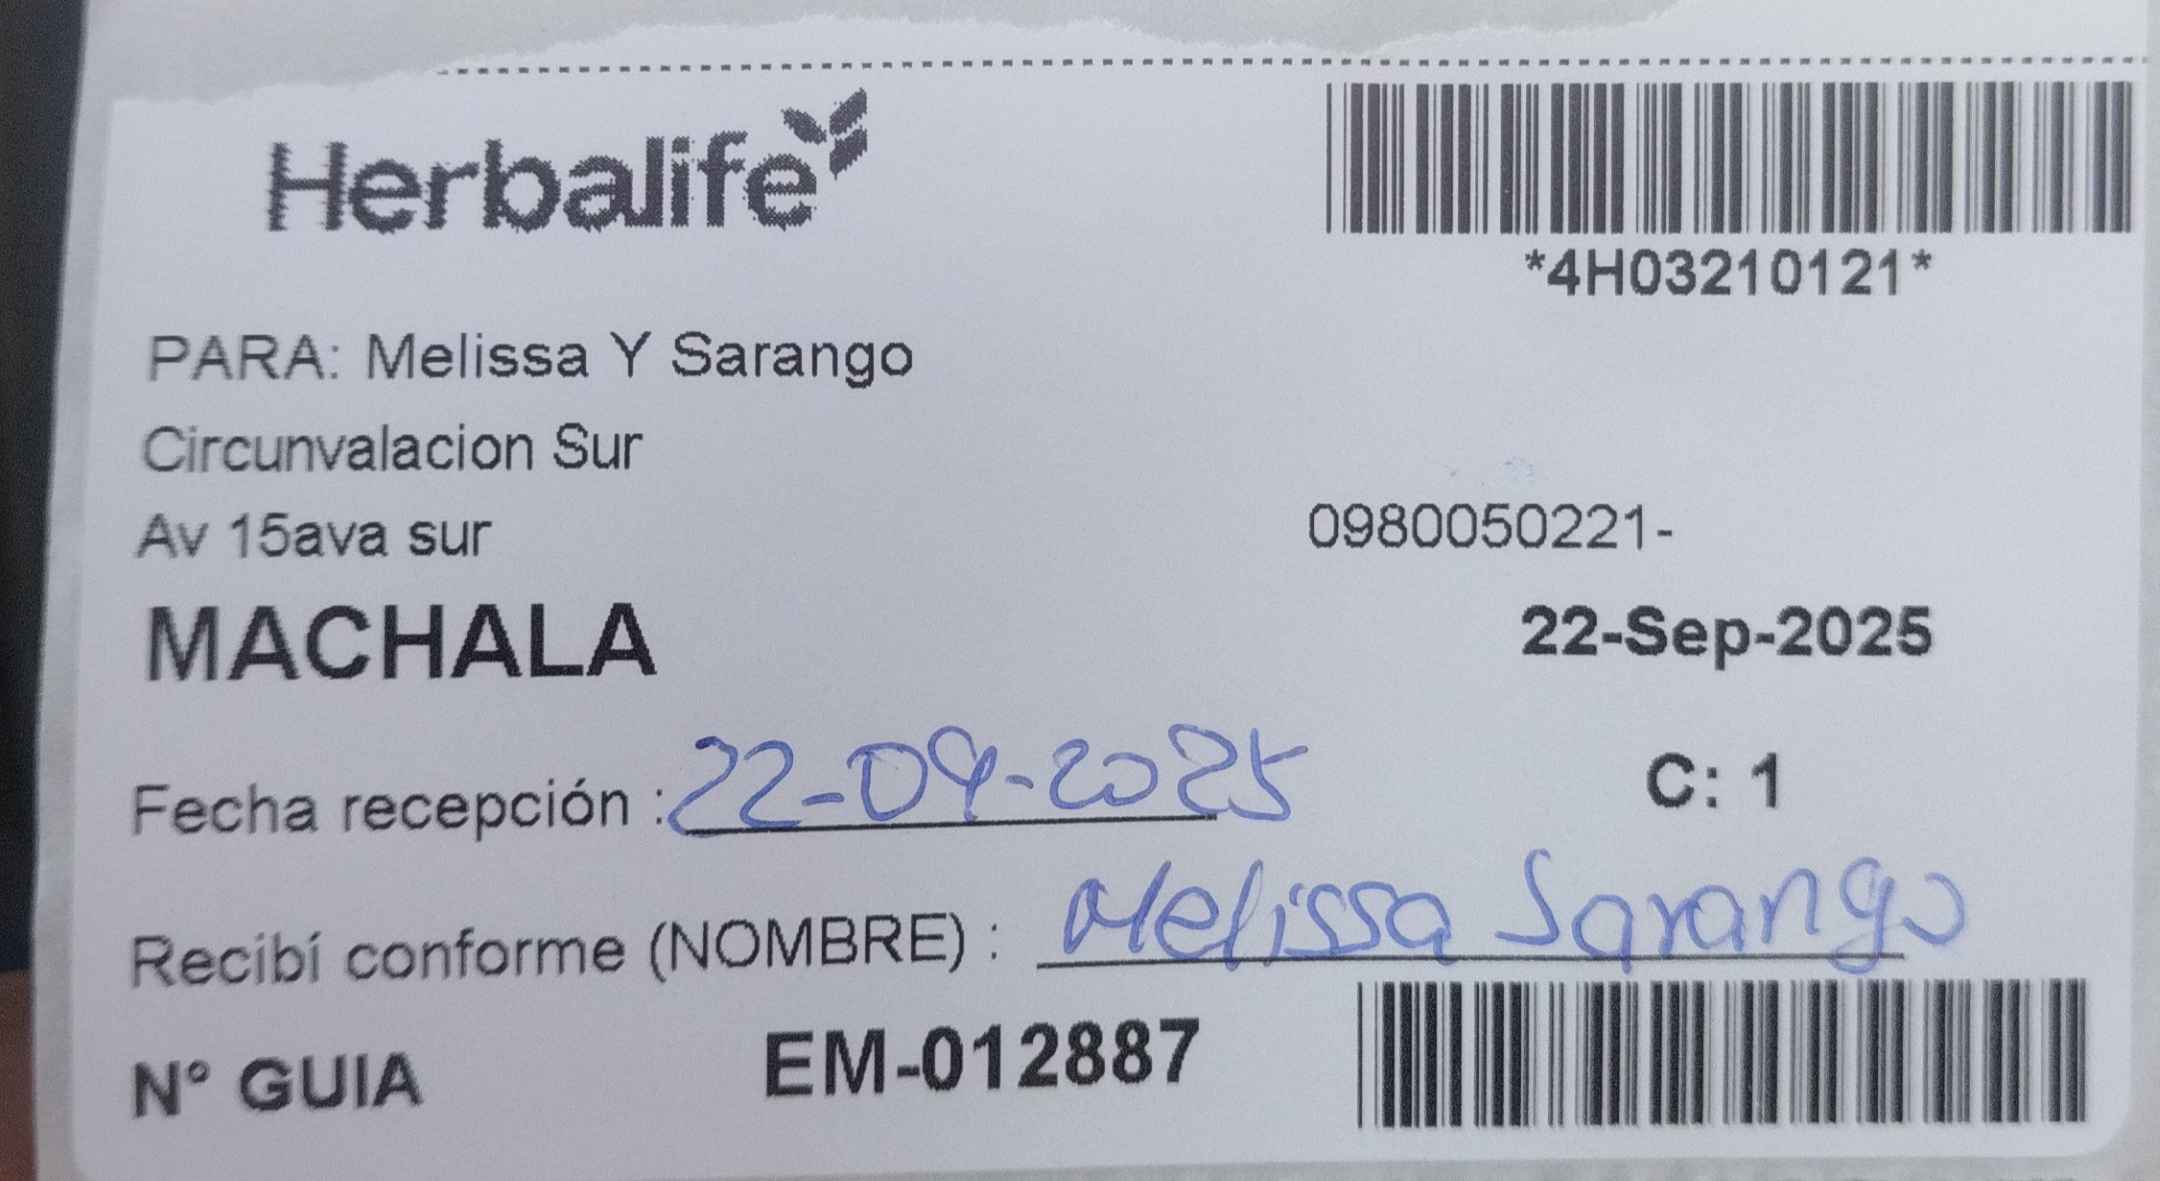 Herbalife
*4H03210121*
PARA: Melissa Y Sarango
Circunvalacion Sur
Av 15ava sur
0980050221-
MACHALA
22-Sep-2025
Fecha recepción : 22-09-2025
C: 1
Recibí conforme (NOMBRE) : Melissa Sarango
N° GUIA EM-012887